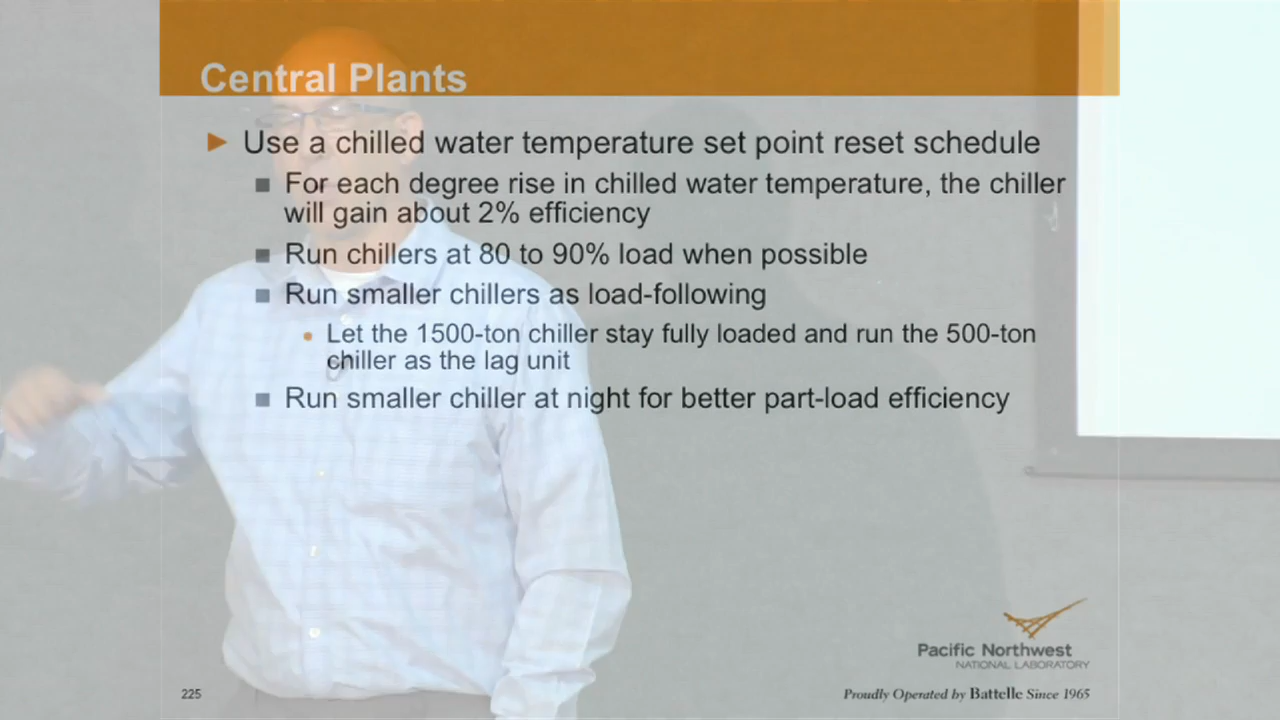 Central Plants
Use a chilled water temperature set point reset schedule
For each degree rise in chilled water temperature, the chiller
will gain about 2% efficiency
Run chillers at 80 to 90% load when possible
Run smaller chillers as load-following
Let the 1500-ton chiller stay fully loaded and run the 500-ton
chiller as the lag unit
Run smaller chiller at night for better part-load efficiency
Pacific Northwest
NATIONAL LABORATORY
225
Proudly Operated by Battelle Since 1965